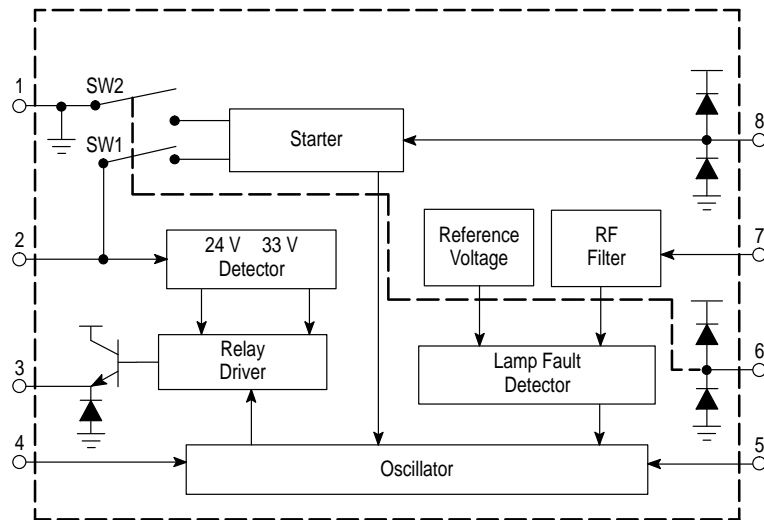 1
SW2
8
Starter
SW1
2
24 V 33 V
Detector
Reference
Voltage
RF
Filter
7
3
Relay
Driver
Lamp Fault
Detector
6
4
Oscillator
5